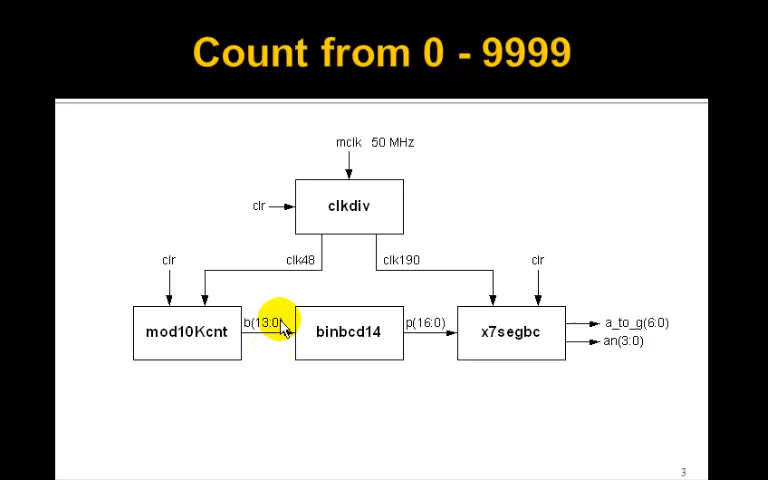 Count from 0 - 9999
mclk 50 MHz
clr
clkdiv
clr
clk48
clk190
clr
mod10Kcnt
b(13:0)
binbcd14
p(16:0)
x7segbc
a_to_g(6:0)
an(3:0)
3